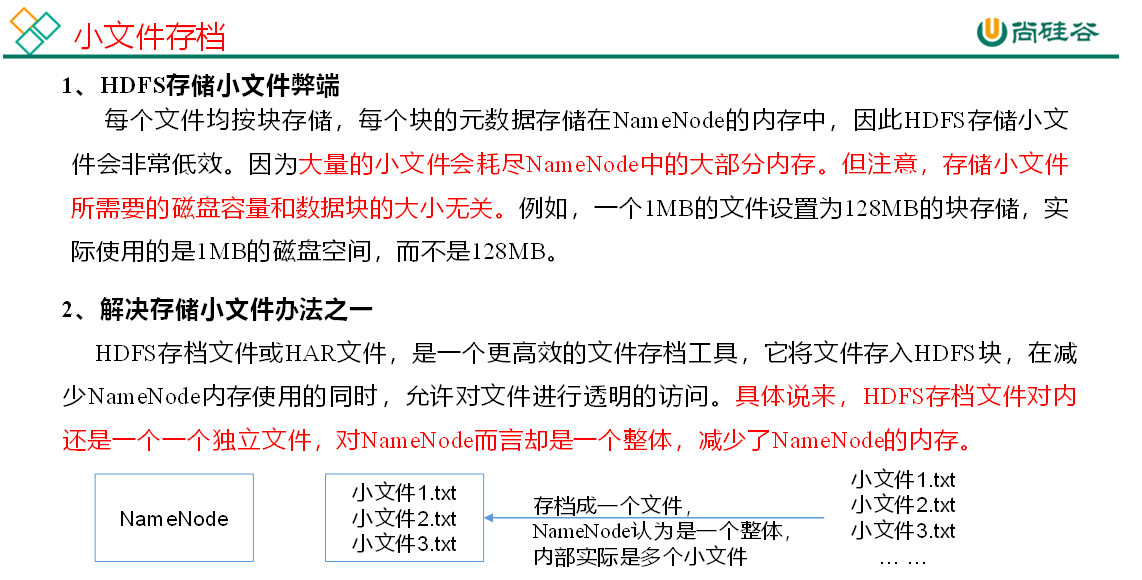 小文件存档
尚硅谷
1、HDFS存储小文件弊端
每个文件均按块存储，每个块的元数据存储在NameNode的内存中，因此HDFS存储小文
件会非常低效。因为大量的小文件会耗尽NameNode中的大部分内存。但注意，存储小文件
所需要的磁盘容量和数据块的大小无关。例如，一个1MB的文件设置为128MB的块存储，实
际使用的是1MB的磁盘空间，而不是128MB。
2、解决存储小文件办法之一
HDFS存档文件或HAR文件，是一个更高效的文件存档工具，它将文件存入HDFS块，在减
少NameNode内存使用的同时，允许对文件进行透明的访问。具体说来，HDFS存档文件对内
还是一个一个独立文件，对NameNode而言却是一个整体，减少了NameNode的内存。
NameNode
小文件1.txt
小文件2.txt
小文件3.txt
存档成一个文件，
NameNode认为是一个整体，
内部实际是多个小文件
小文件1.txt
小文件2.txt
小文件3.txt
… …